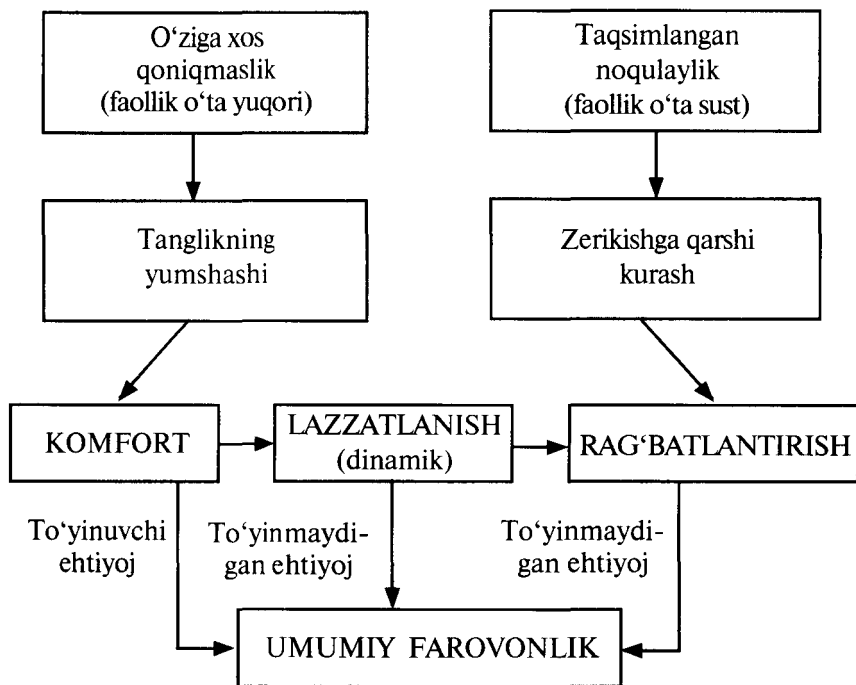 O‘ziga xos
qoniqmaslik
(faollik o‘ta yuqori)
Taqsimlangan
noqulaylik
(faollik o‘ta sust)
Tanglikning
yumshashi
Zerikishga qarshi
kurash
KOMFORT
LAZZATLANISH
(dinamik)
RAG‘BATLANTIRISH
To‘yinuvchi
ehtiyoj
To‘yinmaydi-
gan ehtiyoj
To‘yinmaydi-
gan ehtiyoj
UMUMIY FAROVONLIK